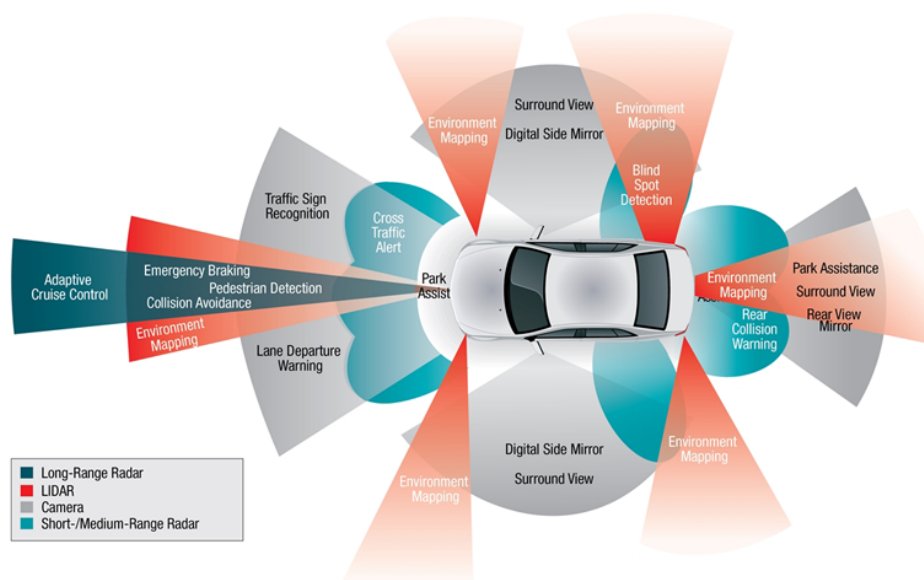 Surround View
Digital Side Mirror
Environment
Mapping
Environment
Mapping
Blind
Spot
Detection
Traffic Sign
Recognition
Cross
Traffic
Alert
Adaptive
Cruise Control
Emergency Braking
Pedestrian Detection
Collision Avoidance
Environment
Mapping
Lane Departure
Warning
Park
Assist
Environment
Mapping
Rear
Collision
Warning
Park Assistance
Surround View
Rear View
Mirror
Digital Side Mirror
Surround View
Environment
Mapping
Environment
Mapping
Long-Range Radar
LIDAR
Camera
Short-/Medium-Range Radar